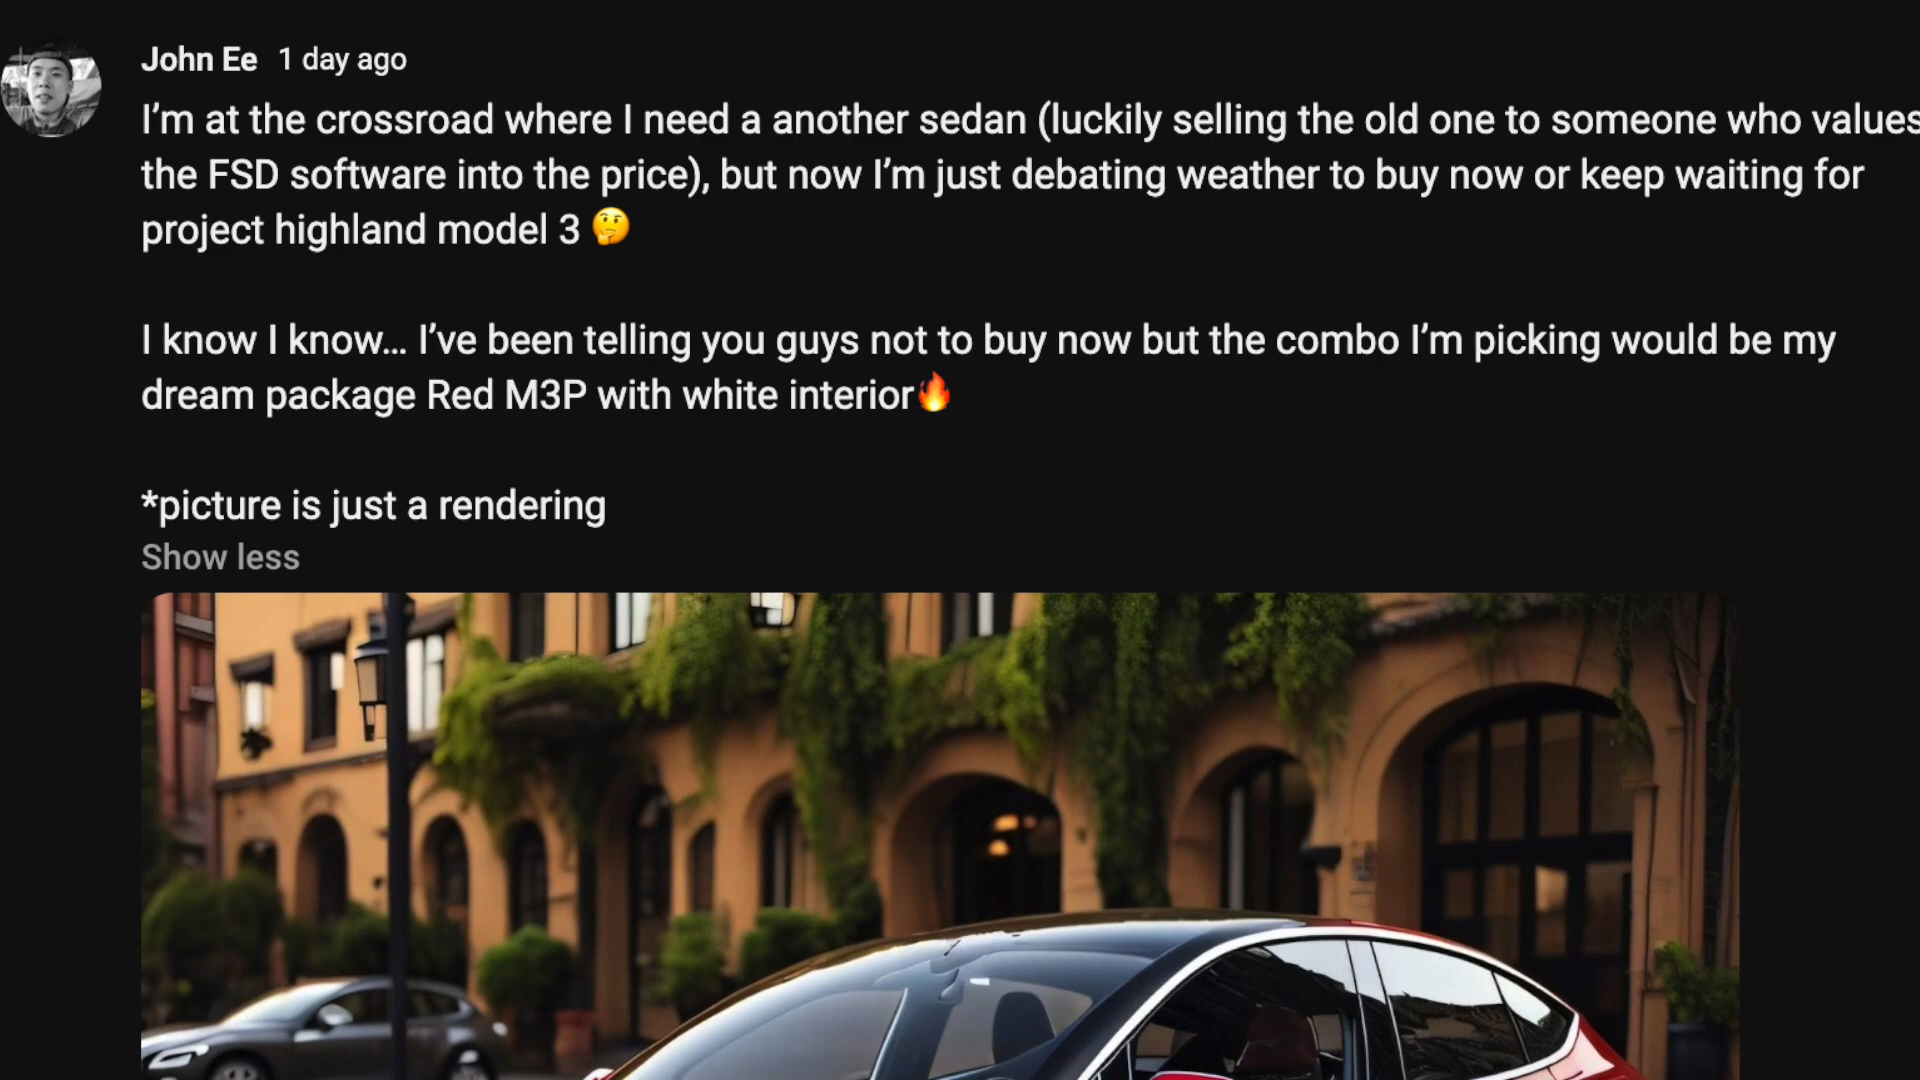 John Ee 1 day ago
I’m at the crossroad where I need a another sedan (luckily selling the old one to someone who values
the FSD software into the price), but now I’m just debating weather to buy now or keep waiting for
project highland model 3 🤔
I know I know... I’ve been telling you guys not to buy now but the combo I’m picking would be my
dream package Red M3P with white interior🔥
*picture is just a rendering
Show less